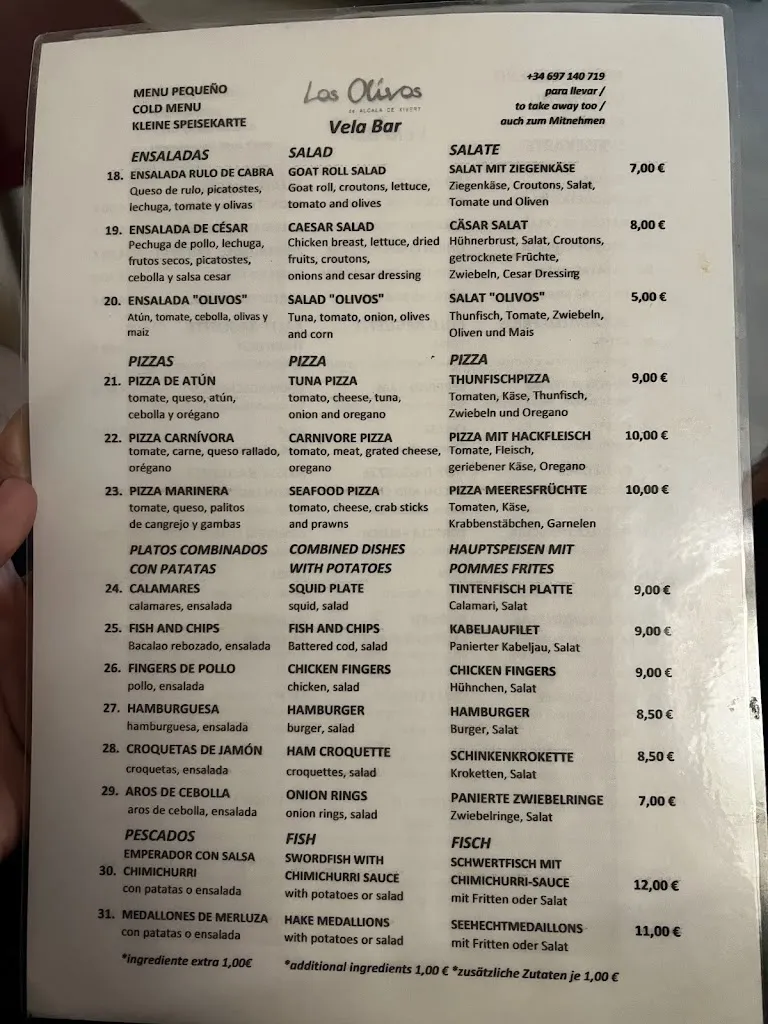 MENU PEQUEÑO
COLD MENU
KLEINE SPEISEKARTE
Los Olivos
de ALCALA DE XIVERT
Vela Bar
+34 697 140 719
para llevar /
to take away too /
auch zum Mitnehmen
ENSALADAS SALAD SALATE
18. ENSALADA RULO DE CABRA GOAT ROLL SALAD SALAT MIT ZIEGENKÄSE 7,00 €
Queso de rulo, picatostes, Goat roll, croutons, lettuce, Ziegenkäse, Croutons, Salat,
lechuga, tomate y olivas tomato and olives Tomate und Oliven
19. ENSALADA DE CÉSAR CAESAR SALAD CÄSAR SALAT 8,00 €
Pechuga de pollo, lechuga, Chicken breast, lettuce, dried Hühnerbrust, Salat, Croutons,
frutos secos, picatostes, fruits, croutons, getrocknete Früchte,
cebolla y salsa cesar onions and cesar dressing Zwiebeln, Cesar Dressing
20. ENSALADA "OLIVOS" SALAD "OLIVOS" SALAT "OLIVOS" 5,00 €
Atún, tomate, cebolla, olivas y Tuna, tomato, onion, olives Thunfisch, Tomate, Zwiebeln,
maiz and corn Oliven und Mais
PIZZAS PIZZA PIZZA
21. PIZZA DE ATÚN TUNA PIZZA THUNFISCHPIZZA 9,00 €
tomate, queso, atún, tomato, cheese, tuna, Tomaten, Käse, Thunfisch,
cebolla y orégano onion and oregano Zwiebeln und Oregano
22. PIZZA CARNÍVORA CARNIVORE PIZZA PIZZA MIT HACKFLEISCH 10,00 €
tomate, carne, queso rallado, tomato, meat, grated cheese, Tomate, Fleisch,
orégano oregano geriebener Käse, Oregano
23. PIZZA MARINERA SEAFOOD PIZZA PIZZA MEERESFRÜCHTE 10,00 €
tomate, queso, palitos tomato, cheese, crab sticks Tomaten, Käse,
de cangrejo y gambas and prawns Krabbenstäbchen, Garnelen
PLATOS COMBINADOS COMBINED DISHES HAUPTSPEISEN MIT
CON PATATAS WITH POTATOES POMMES FRITES
24. CALAMARES SQUID PLATE TINTENFISCH PLATTE 9,00 €
calamares, ensalada squid, salad Calamari, Salat
25. FISH AND CHIPS FISH AND CHIPS KABELJAUFILET 9,00 €
Bacalao rebozado, ensalada Battered cod, salad Panierter Kabeljau, Salat
26. FINGERS DE POLLO CHICKEN FINGERS CHICKEN FINGERS 9,00 €
pollo, ensalada chicken, salad Hühnchen, Salat
27. HAMBURGUESA HAMBURGER HAMBURGER 8,50 €
hamburguesa, ensalada burger, salad Burger, Salat
28. CROQUETAS DE JAMÓN HAM CROQUETTE SCHINKENKROKETTE 8,50 €
croquetas, ensalada croquettes, salad Kroketten, Salat
29. AROS DE CEBOLLA ONION RINGS PANIERTE ZWIEBELRINGE 7,00 €
aros de cebolla, ensalada onion rings, salad Zwiebelringe, Salat
PESCADOS FISH FISCH
EMPERADOR CON SALSA SWORDFISH WITH SCHWERTFISCH MIT
30. CHIMICHURRI CHIMICHURRI SAUCE CHIMICHURRI-SAUCE 12,00 €
con patatas o ensalada with potatoes or salad mit Fritten oder Salat
31. MEDALLONES DE MERLUZA HAKE MEDALLIONS SEEHECHTMEDAILLONS 11,00 €
con patatas o ensalada with potatoes or salad mit Fritten oder Salat
*ingrediente extra 1,00€ *additional ingredients 1,00 € *zusätzliche Zutaten je 1,00 €